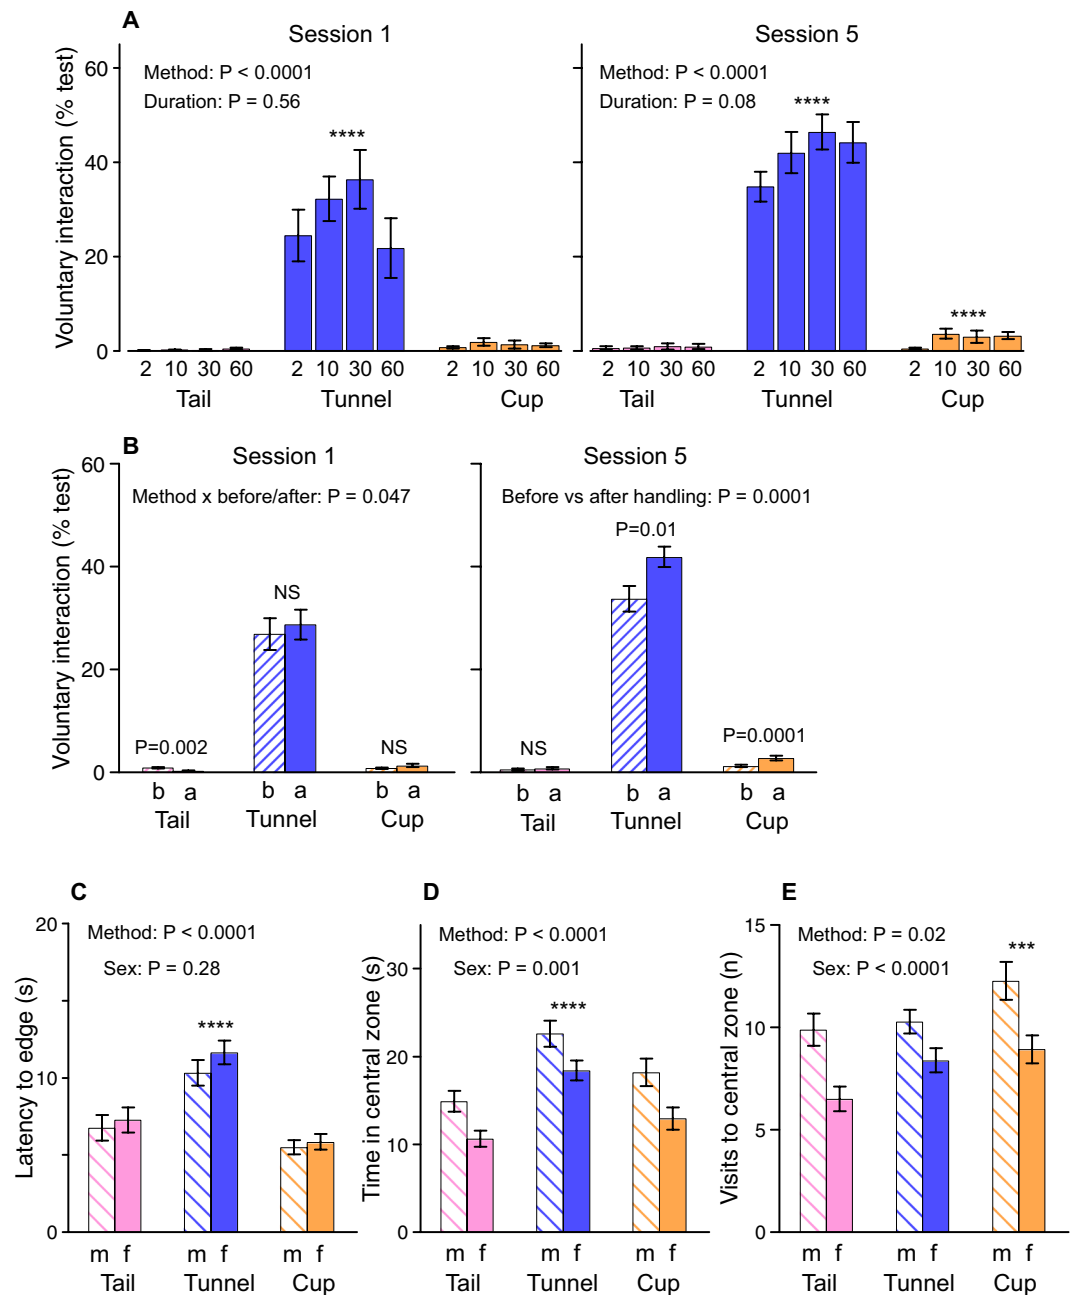 A
Session 1
Session 5
Voluntary interaction (% test)
60
40
20
0
Method: P < 0.0001
Duration: P = 0.56
****
Method: P < 0.0001
Duration: P = 0.08
****
****
2 10 30 60 2 10 30 60 2 10 30 60
2 10 30 60 2 10 30 60 2 10 30 60
Tail Tunnel Cup
Tail Tunnel Cup
B
Session 1
Session 5
Voluntary interaction (% test)
60
40
20
0
Method x before/after: P = 0.047
P=0.002
NS
NS
Before vs after handling: P = 0.0001
NS
P=0.01
P=0.0001
b a b a b a
b a b a b a
Tail Tunnel Cup
Tail Tunnel Cup
C
Latency to edge (s)
20
10
0
Method: P < 0.0001
Sex: P = 0.28
****
m f m f m f
Tail Tunnel Cup
D
Time in central zone (s)
30
20
10
0
Method: P < 0.0001
Sex: P = 0.001
****
m f m f m f
Tail Tunnel Cup
E
Visits to central zone (n)
15
10
5
0
Method: P = 0.02
Sex: P < 0.0001
***
m f m f m f
Tail Tunnel Cup